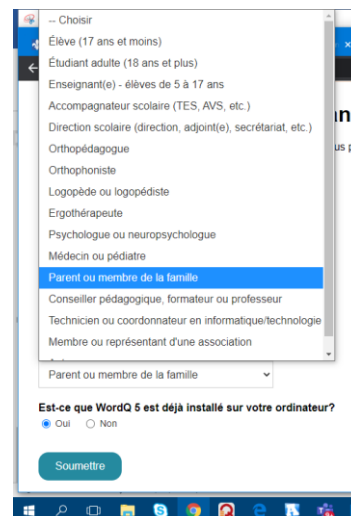 -- Choisir
Élève (17 ans et moins)
Étudiant adulte (18 ans et plus)
Enseignant(e) - élèves de 5 à 17 ans
Accompagnateur scolaire (TES, AVS, etc.)
Direction scolaire (direction, adjoint(e), secrétariat, etc.)
Orthopédagogue
Orthophoniste
Logopède ou logopédiste
Ergothérapeute
Psychologue ou neuropsychologue
Médecin ou pédiatre
Parent ou membre de la famille
Conseiller pédagogique, formateur ou professeur
Technicien ou coordonnateur en informatique/technologie
Membre ou représentant d'une association
Parent ou membre de la famille
Est-ce que WordQ 5 est déjà installé sur votre ordinateur?
Oui Non
Soumettre